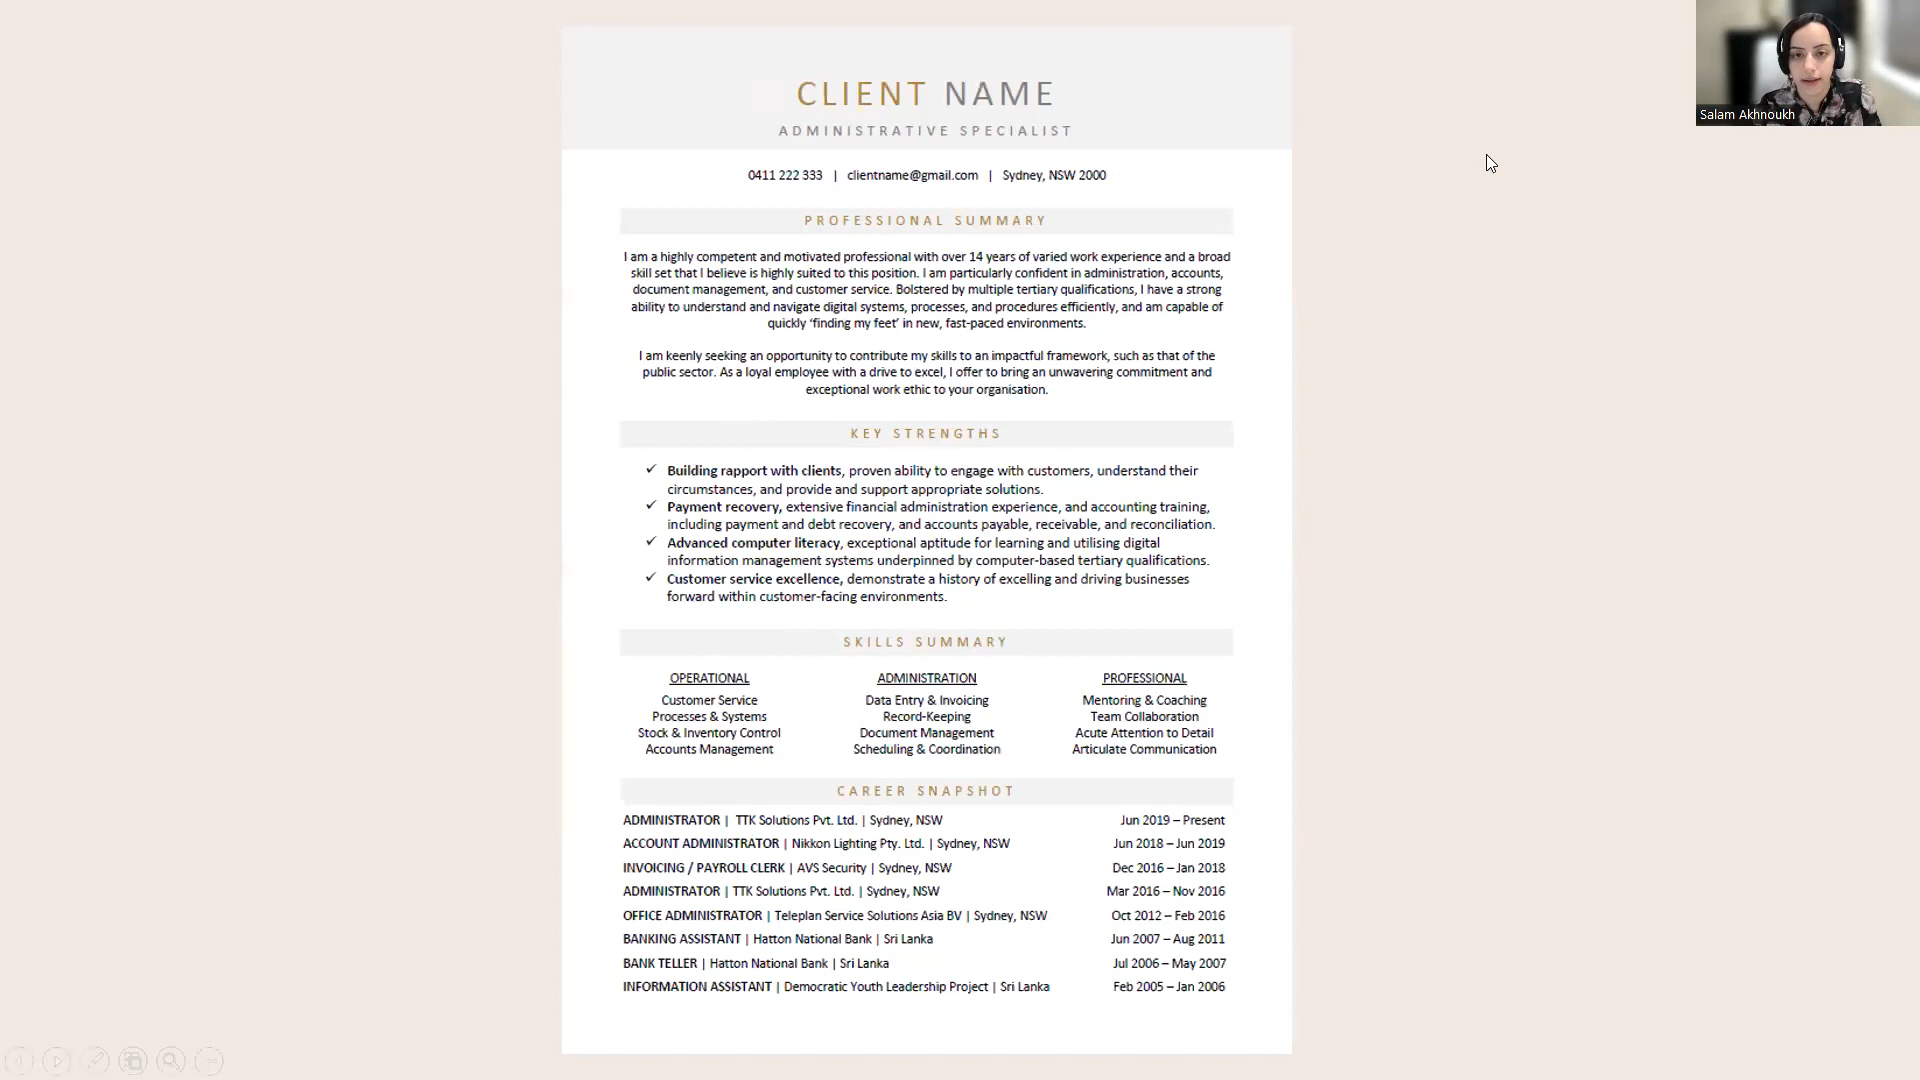 CLIENT NAME
ADMINISTRATIVE SPECIALIST
0411 222 333 | clientname@gmail.com | Sydney, NSW 2000
PROFESSIONAL SUMMARY
I am a highly competent and motivated professional with over 14 years of varied work experience and a broad
skill set that I believe is highly suited to this position. I am particularly confident in administration, accounts,
document management, and customer service. Bolstered by multiple tertiary qualifications, I have a strong
ability to understand and navigate digital systems, processes, and procedures efficiently, and am capable of
quickly ‘finding my feet’ in new, fast-paced environments.
I am keenly seeking an opportunity to contribute my skills to an impactful framework, such as that of the
public sector. As a loyal employee with a drive to excel, I offer to bring an unwavering commitment and
exceptional work ethic to your organisation.
KEY STRENGTHS
✓ Building rapport with clients, proven ability to engage with customers, understand their
circumstances, and provide and support appropriate solutions.
✓ Payment recovery, extensive financial administration experience, and accounting training,
including payment and debt recovery, and accounts payable, receivable, and reconciliation.
✓ Advanced computer literacy, exceptional aptitude for learning and utilising digital
information management systems underpinned by computer-based tertiary qualifications.
✓ Customer service excellence, demonstrate a history of excelling and driving businesses
forward within customer-facing environments.
SKILLS SUMMARY
OPERATIONAL
Customer Service
Processes & Systems
Stock & Inventory Control
Accounts Management
ADMINISTRATION
Data Entry & Invoicing
Record-Keeping
Document Management
Scheduling & Coordination
PROFESSIONAL
Mentoring & Coaching
Team Collaboration
Acute Attention to Detail
Articulate Communication
CAREER SNAPSHOT
ADMINISTRATOR | TTK Solutions Pvt. Ltd. | Sydney, NSW Jun 2019 – Present
ACCOUNT ADMINISTRATOR | Nikkon Lighting Pty. Ltd. | Sydney, NSW Jun 2018 – Jun 2019
INVOICING / PAYROLL CLERK | AVS Security | Sydney, NSW Dec 2016 – Jan 2018
ADMINISTRATOR | TTK Solutions Pvt. Ltd. | Sydney, NSW Mar 2016 – Nov 2016
OFFICE ADMINISTRATOR | Teleplan Service Solutions Asia BV | Sydney, NSW Oct 2012 – Feb 2016
BANKING ASSISTANT | Hatton National Bank | Sri Lanka Jun 2007 – Aug 2011
BANK TELLER | Hatton National Bank | Sri Lanka Jul 2006 – May 2007
INFORMATION ASSISTANT | Democratic Youth Leadership Project | Sri Lanka Feb 2005 – Jan 2006
Salam Akhnoukh